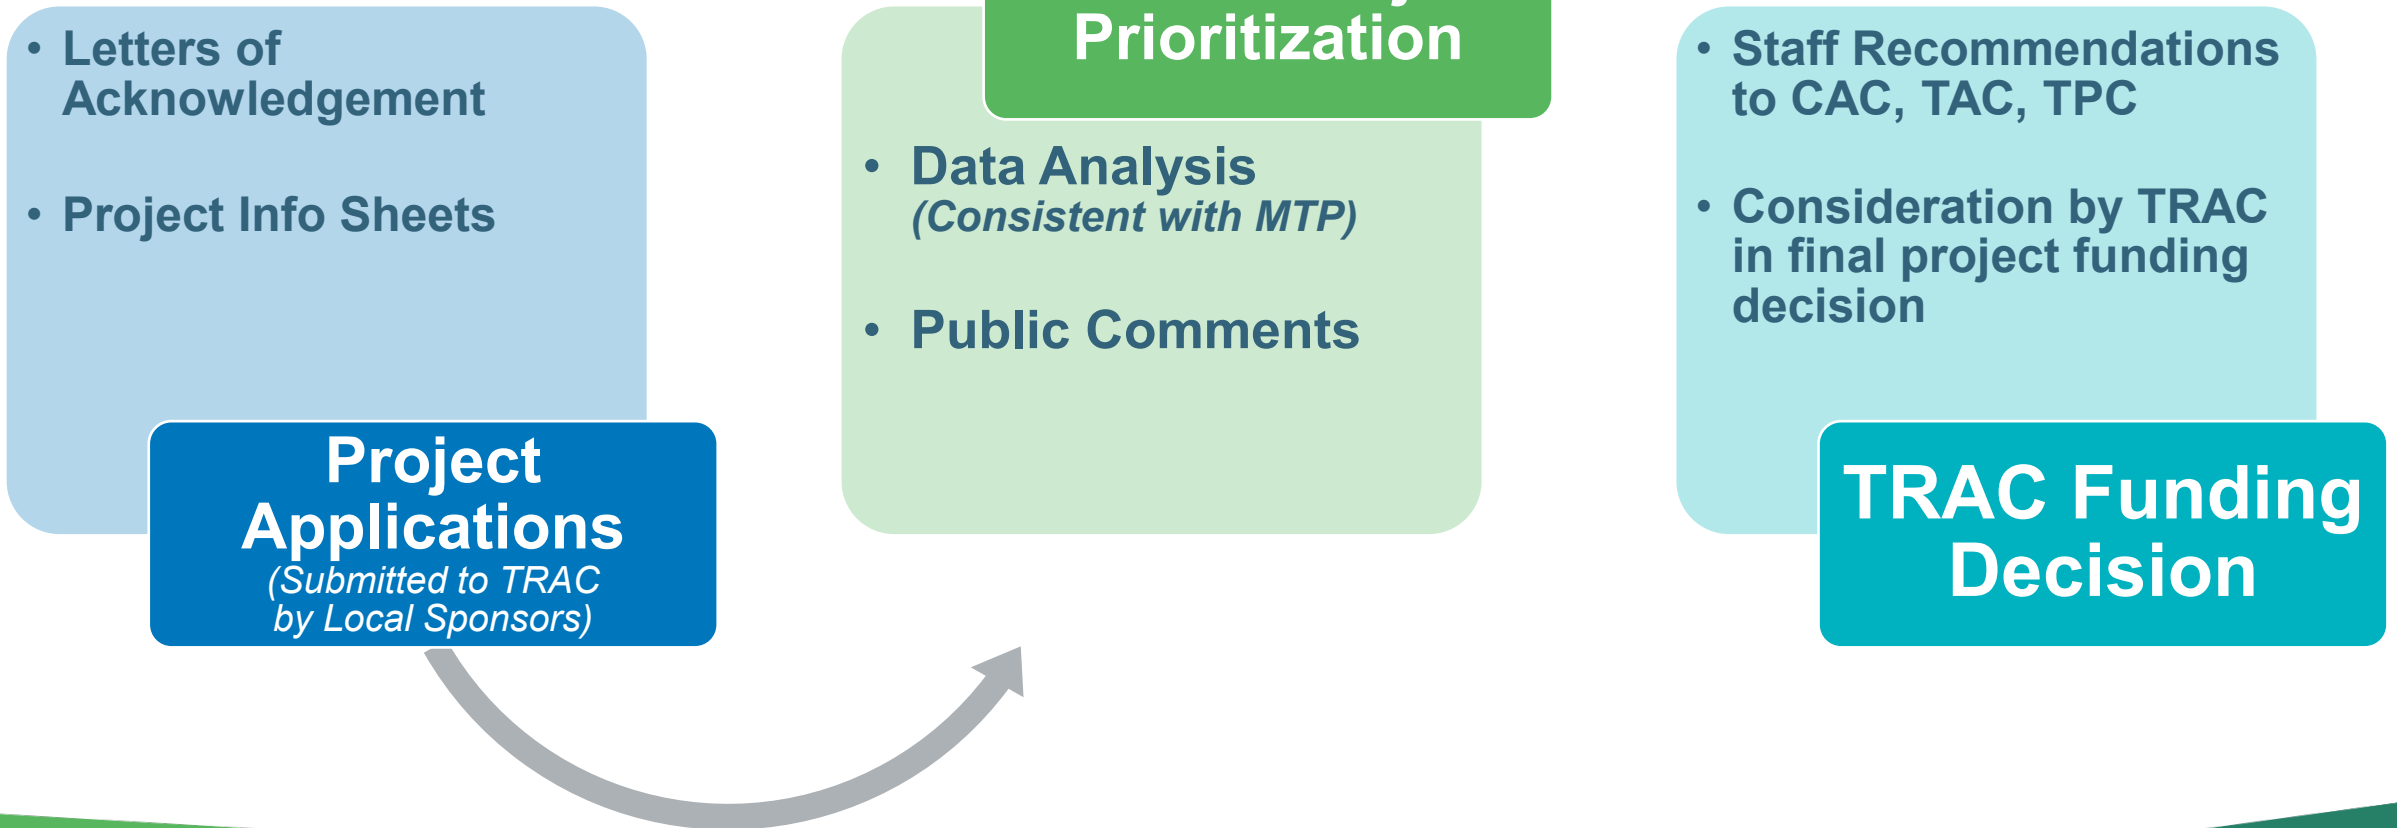 • Letters of
Acknowledgement
• Project Info Sheets
Project
Applications
(Submitted to TRAC
by Local Sponsors)
Prioritization
• Data Analysis
(Consistent with MTP)
• Public Comments
• Staff Recommendations
to CAC, TAC, TPC
• Consideration by TRAC
in final project funding
decision
TRAC Funding
Decision